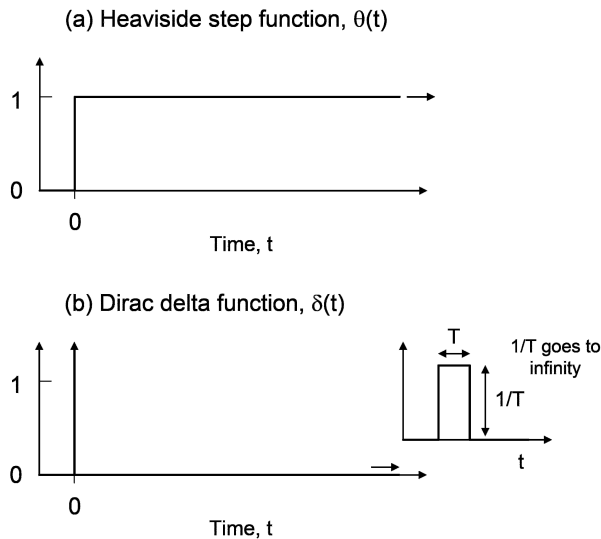 (a) Heaviside step function, θ(t)
1
0
0
Time, t
(b) Dirac delta function, δ(t)
T
1/T goes to
infinity
1
1/T
t
0
0
Time, t